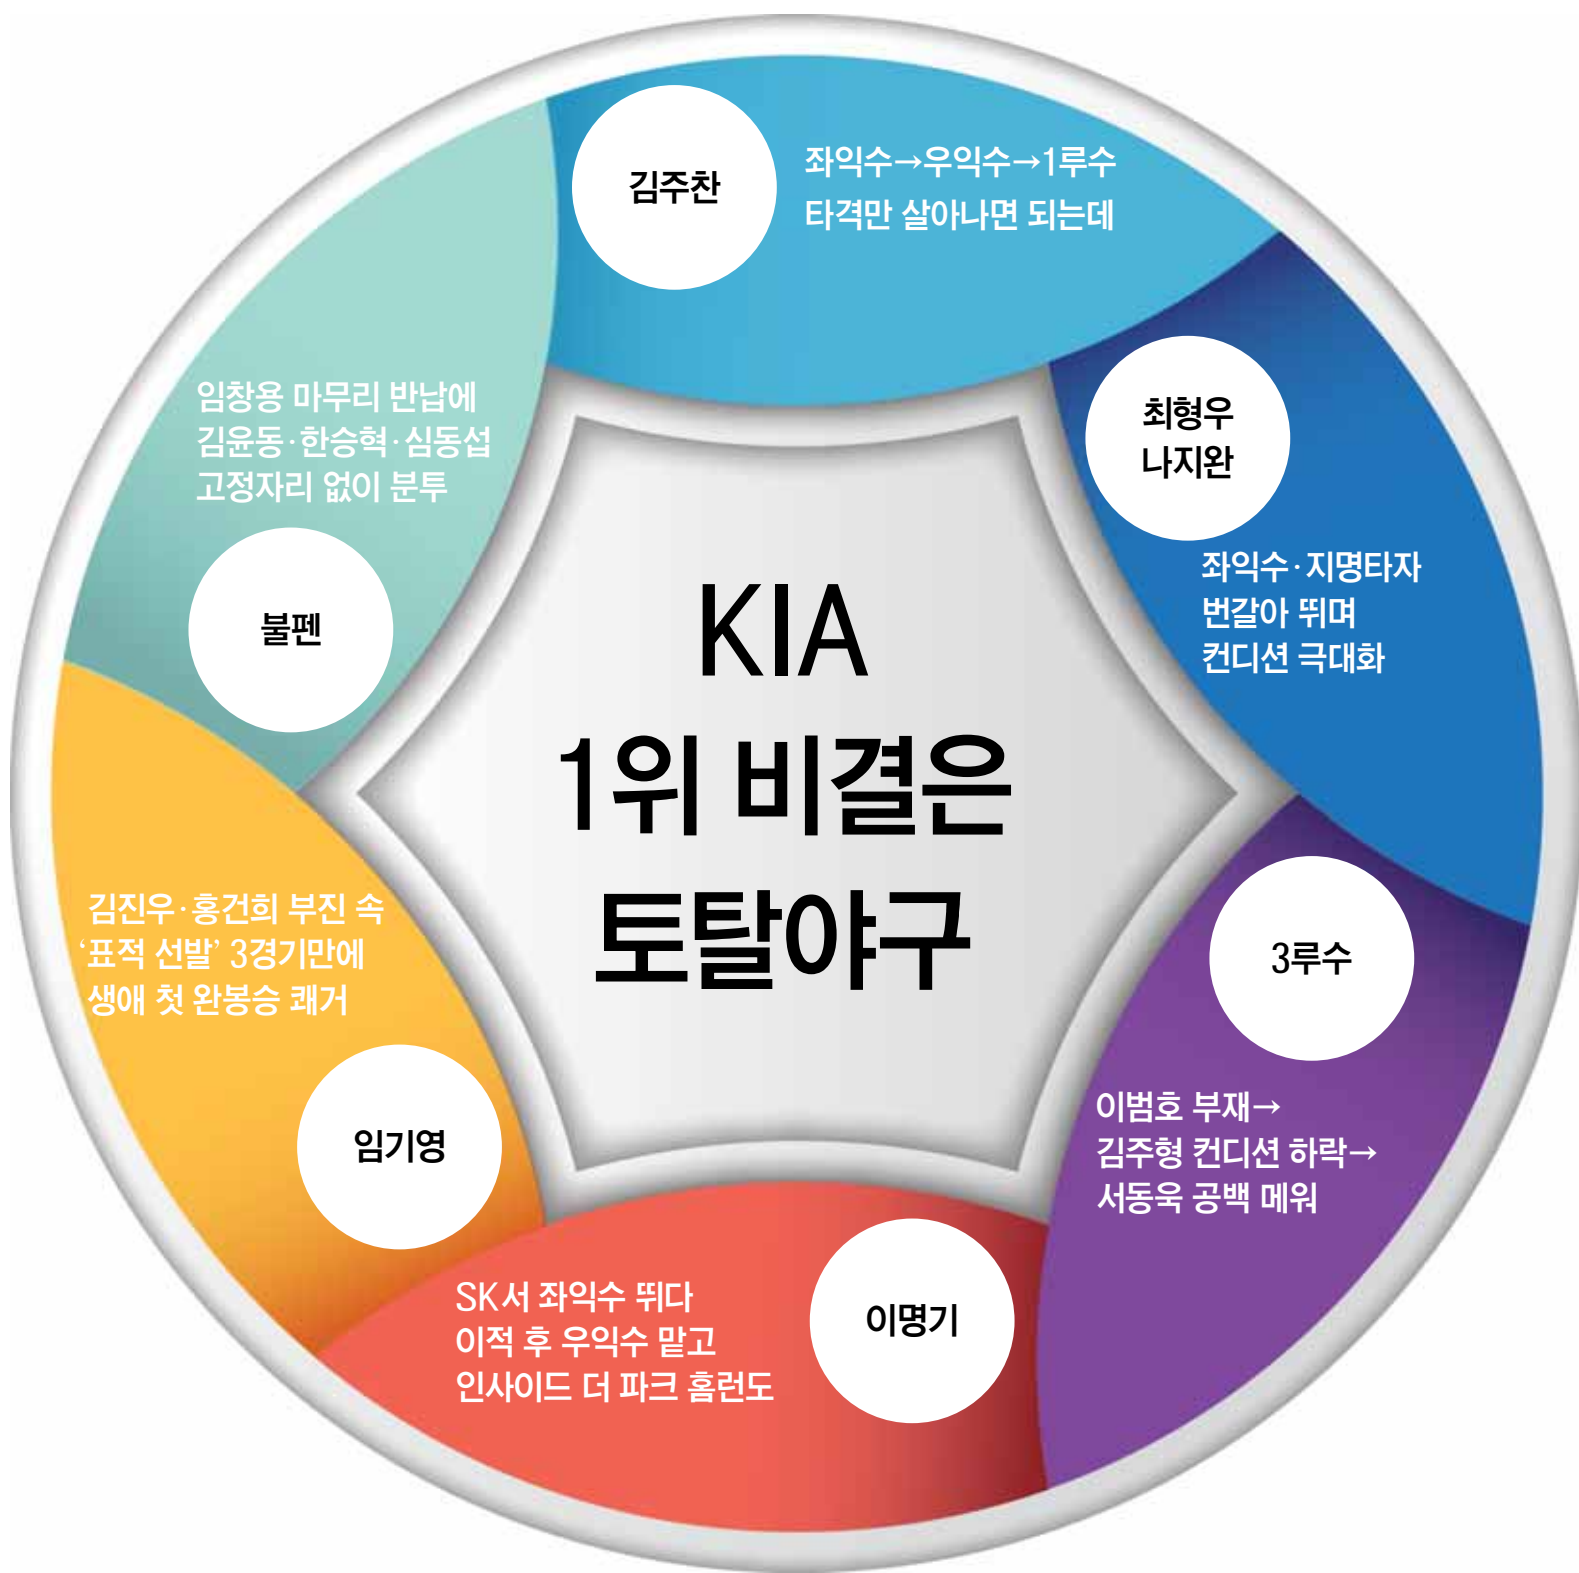 KIA
1위 비결은
토탈야구
김주찬
좌익수→우익수→1루수
타격만 살아나면 되는데
최형우
나지완
좌익수·지명타자
번갈아 뛰며
컨디션 극대화
3루수
이범호 부재→
김주형 컨디션 하락→
서동욱 공백 메워
이명기
SK서 좌익수 뛰다
이적 후 우익수 맡고
인사이드 더 파크 홈런도
임기영
김진우·홍건희 부진 속
‘표적 선발’ 3경기만에
생애 첫 완봉승 쾌거
불펜
임창용 마무리 반납에
김윤동·한승혁·심동섭
고정자리 없이 분투